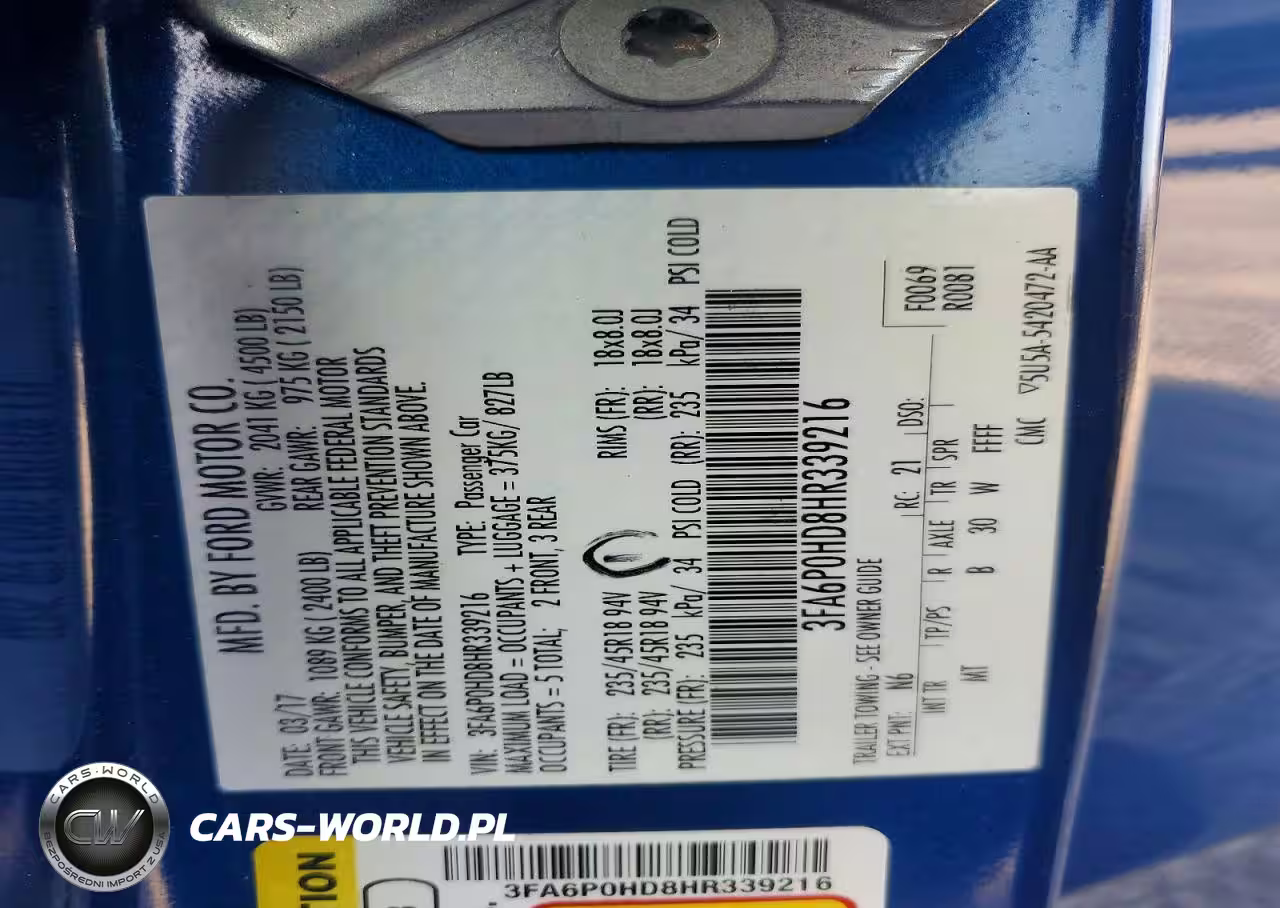 MFD. BY FORD MOTOR CO.
DATE: 03/17 GVWR: 2041 KG ( 4500 LB)
FRONT GAWR: 1089 KG ( 2400 LB) REAR GAWR: 975 KG ( 2150 LB)
THIS VEHICLE CONFORMS TO ALL APPLICABLE FEDERAL MOTOR
VEHICLE SAFETY, BUMPER, AND THEFT PREVENTION STANDARDS
IN EFFECT ON THE DATE OF MANUFACTURE SHOWN ABOVE.
VIN: 3FA6P0HD8HR339216 TYPE: Passenger Car
MAXIMUM LOAD = OCCUPANTS + LUGGAGE = 375KG/ 827LB
OCCUPANTS = 5 TOTAL; 2 FRONT, 3 REAR
TIRE (FR): 235/45R18 94V RIMS (FR): 18x8.0J
(RR): 235/45R18 94V (RR): 18x8.0J
PRESSURE (FR): 235 kPa/ 34 PSI COLD (RR): 235 kPa/ 34 PSI COLD
3FA6P0HD8HR339216
TRAILER TOWING - SEE OWNER GUIDE
EXT PNT: N6 RC: 21 DSO: F0069
R0081
INT TR TP/PS R AXLE TR SPR
MT B 30 W FFFF
CMC ▽5U5A-5420472-AA
3FA6P0HD8HR339216
CARS-WORLD
CW
BEZPOŚREDNI IMPORT Z USA
CARS-WORLD.PL